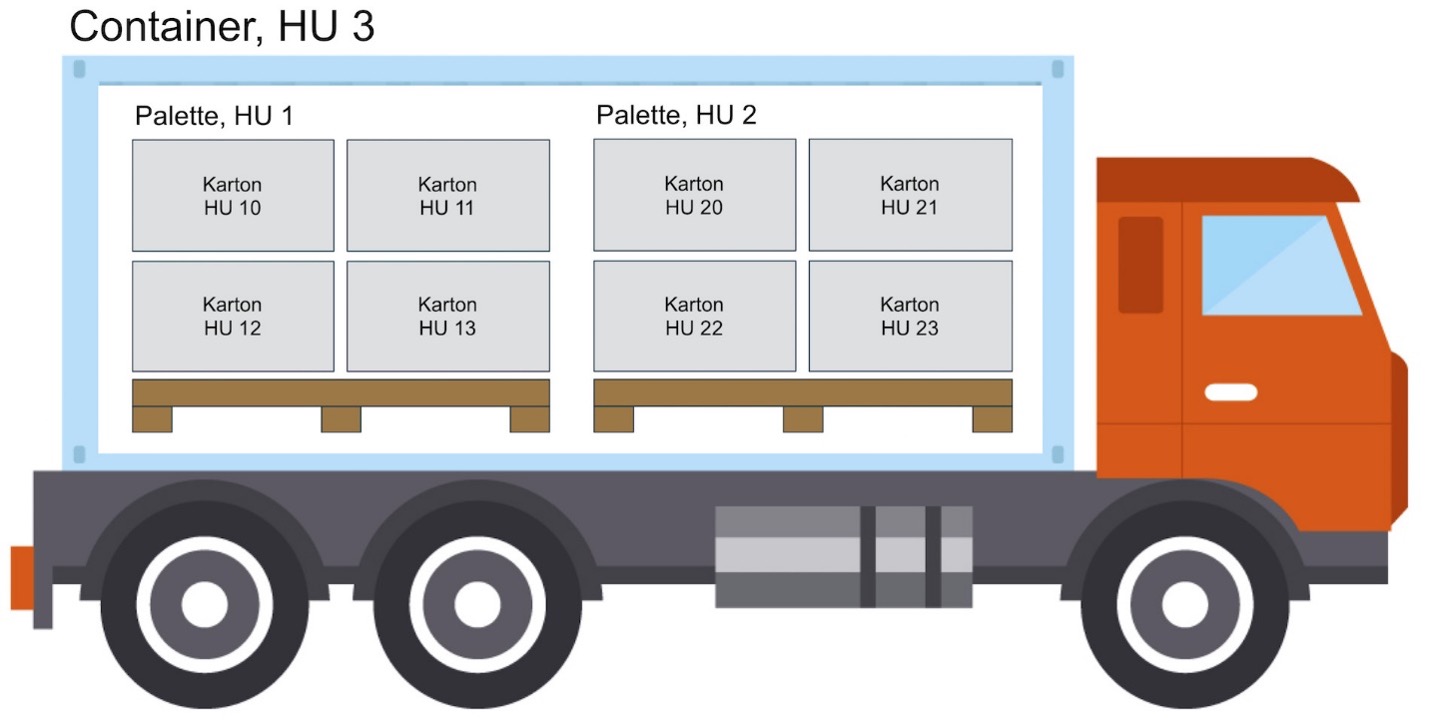 Container, HU 3
Palette, HU 1
Karton
HU 10
Karton
HU 11
Karton
HU 12
Karton
HU 13
Palette, HU 2
Karton
HU 20
Karton
HU 21
Karton
HU 22
Karton
HU 23